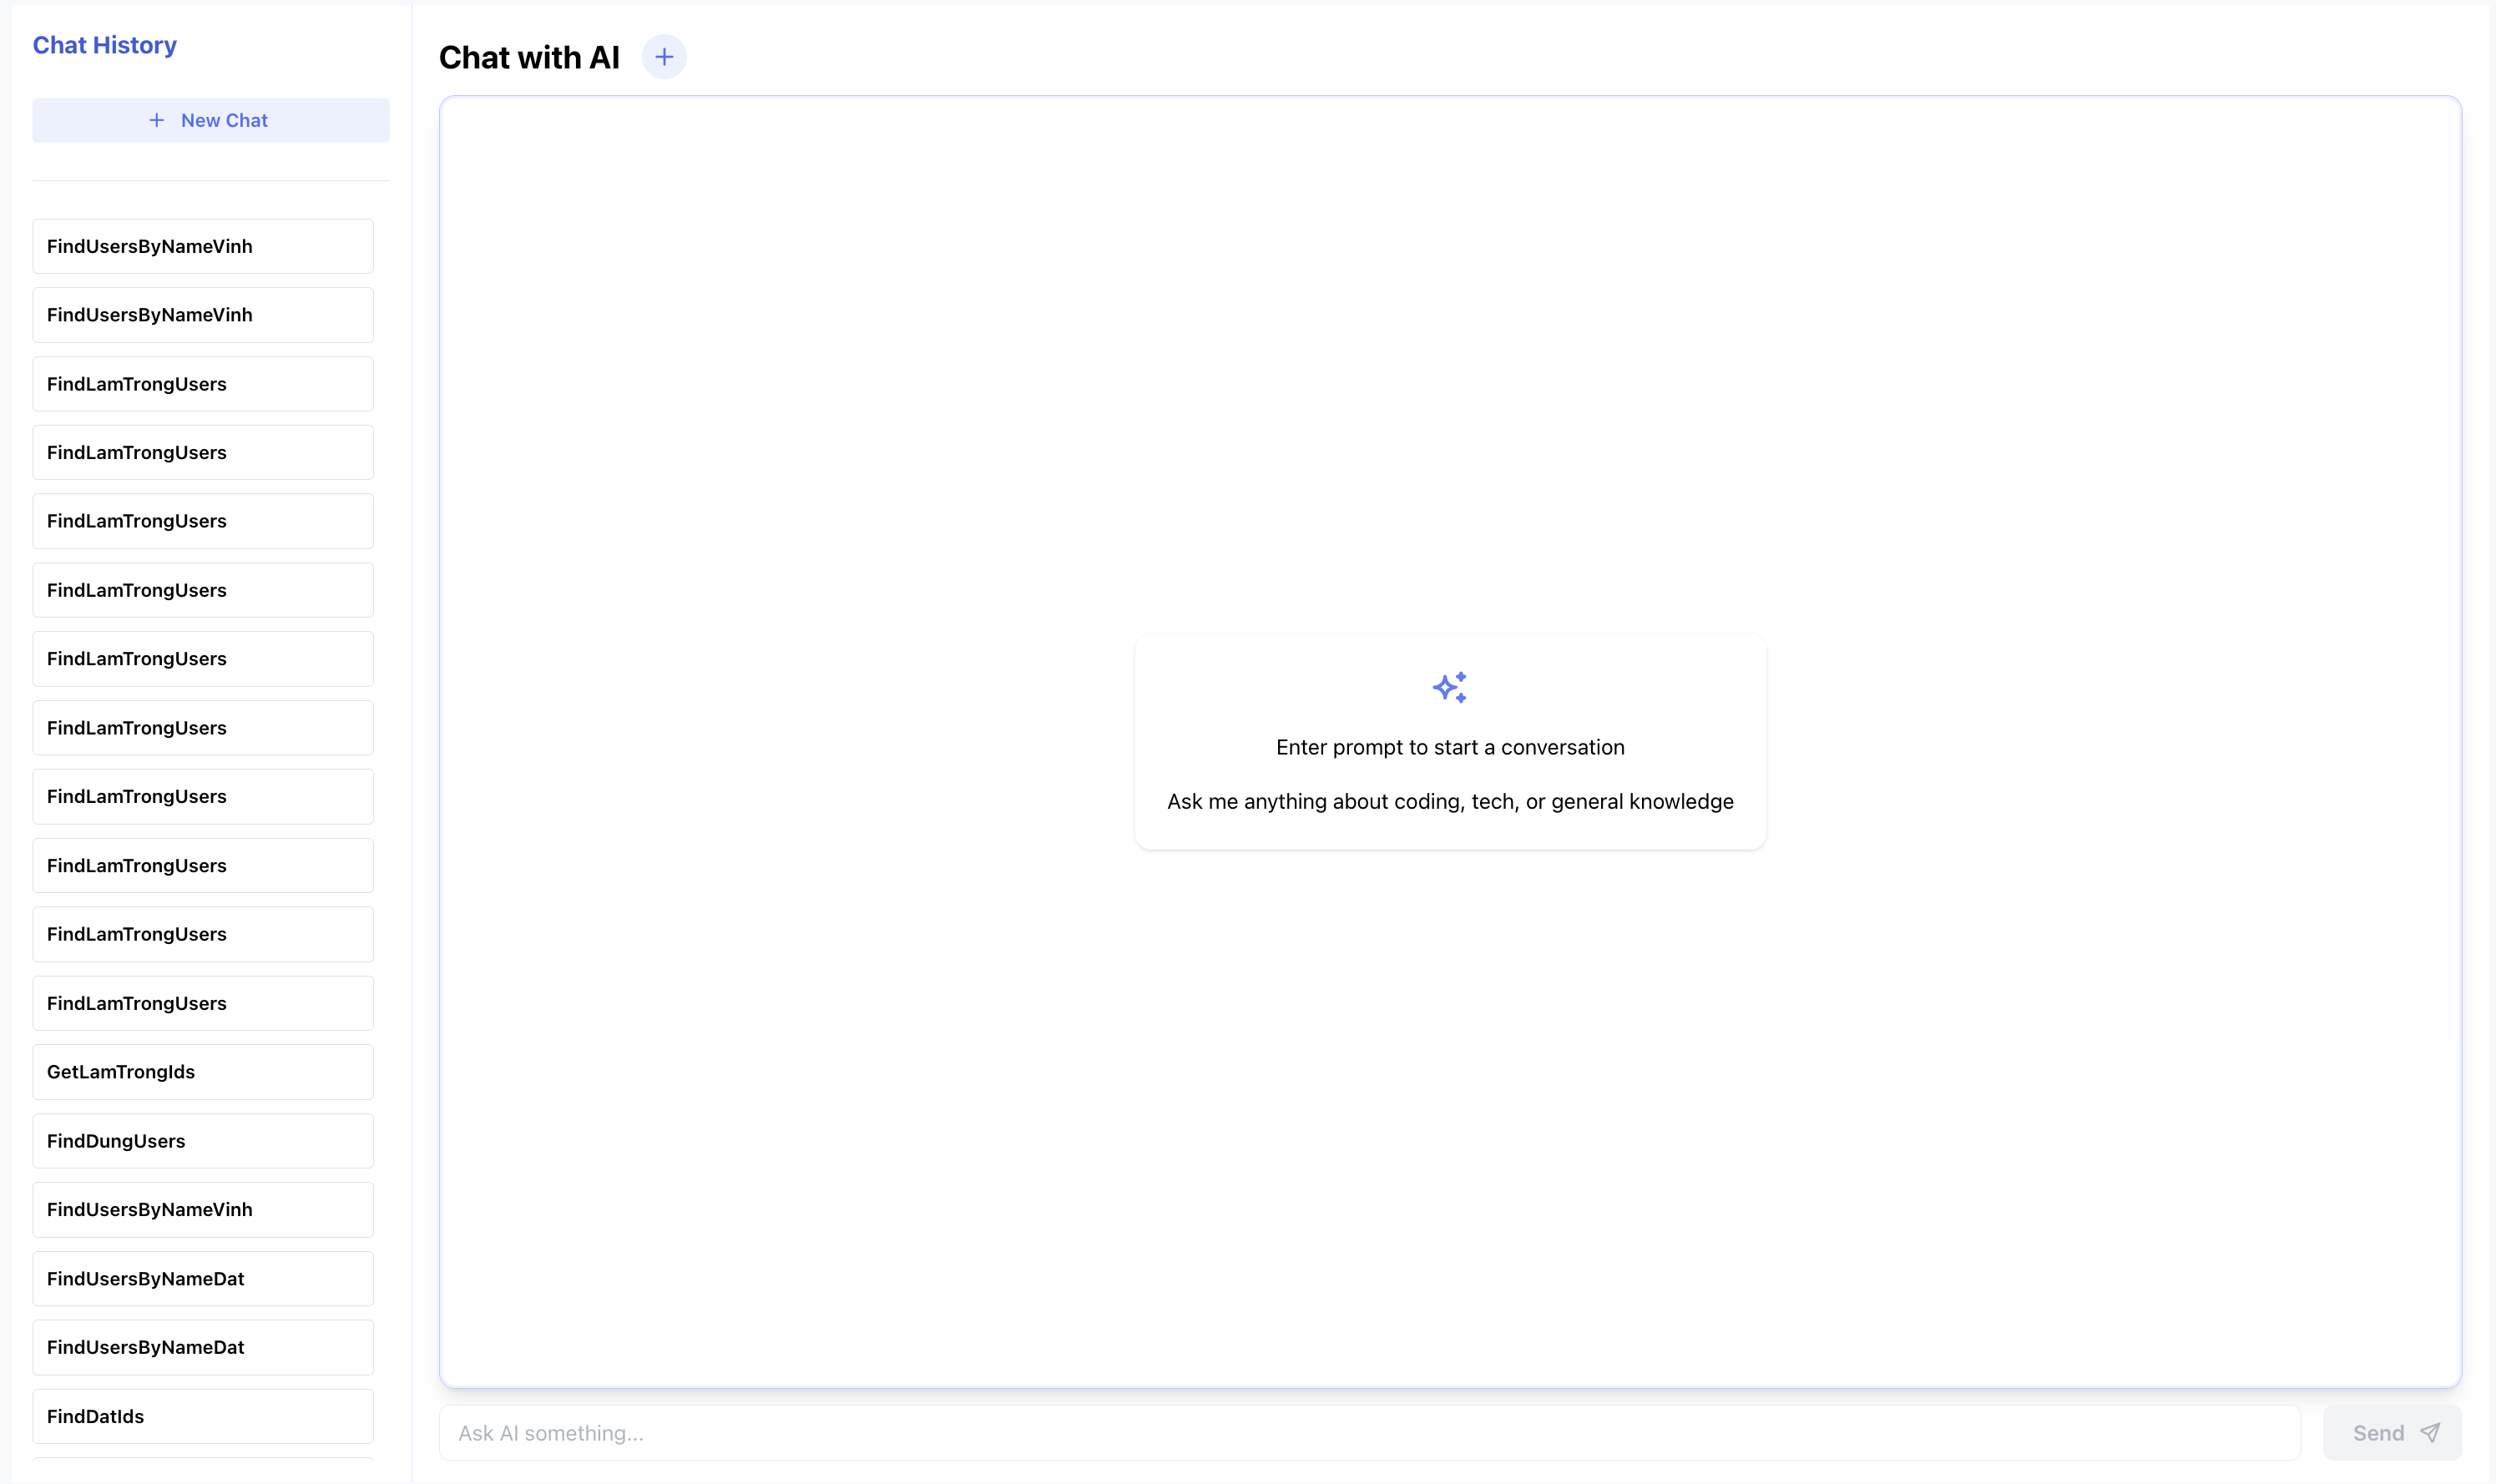 Chat History
New Chat
FindUsersByNameVinh
FindUsersByNameVinh
FindLamTrongUsers
FindLamTrongUsers
FindLamTrongUsers
FindLamTrongUsers
FindLamTrongUsers
FindLamTrongUsers
FindLamTrongUsers
FindLamTrongUsers
FindLamTrongUsers
FindLamTrongUsers
GetLamTrongIds
FindDungUsers
FindUsersByNameVinh
FindUsersByNameDat
FindUsersByNameDat
FindDatIds
Chat with AI
Enter prompt to start a conversation
Ask me anything about coding, tech, or general knowledge
Ask AI something...
Send